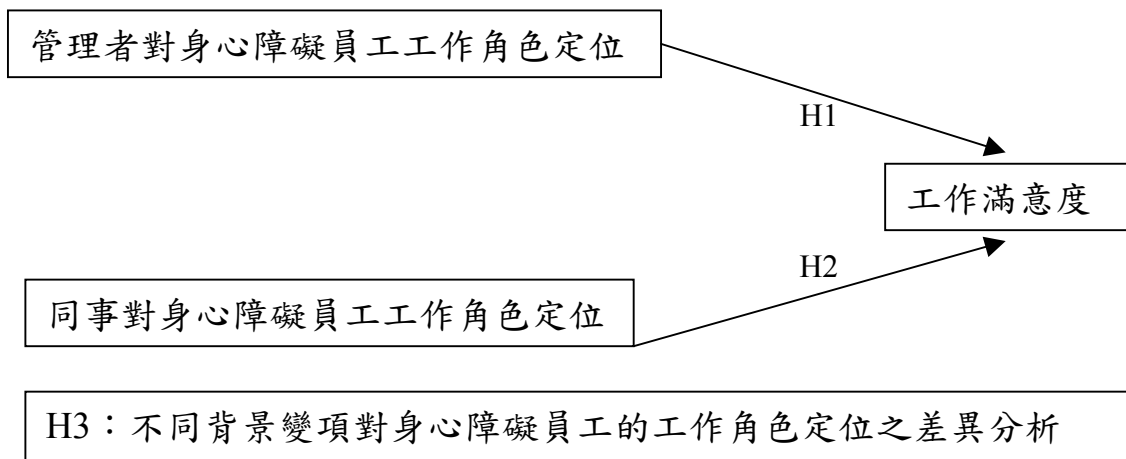 管理者對身心障礙員工工作角色定位
H1
工作滿意度
H2
同事對身心障礙員工工作角色定位
H3：不同背景變項對身心障礙員工的工作角色定位之差異分析